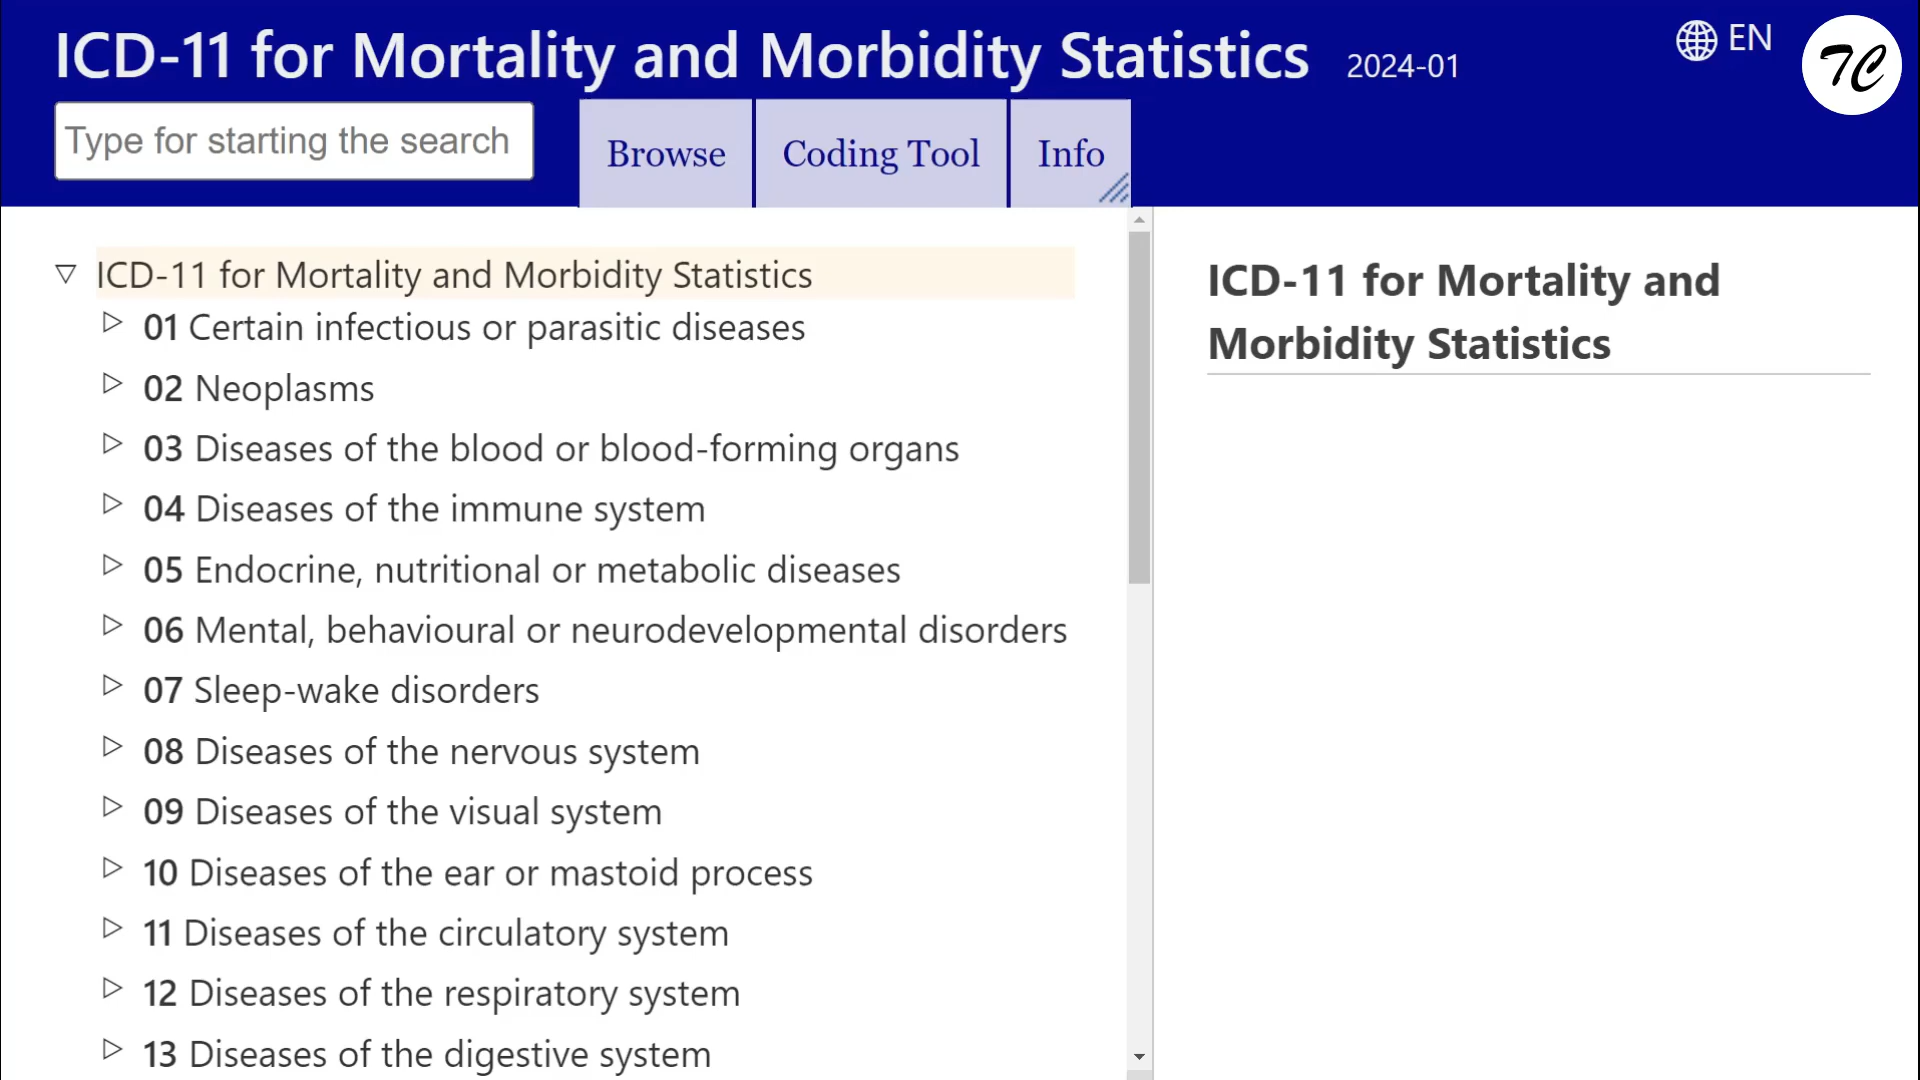 ICD-11 for Mortality and Morbidity Statistics 2024-01
EN
TC
Type for starting the search
Browse
Coding Tool
Info
ICD-11 for Mortality and Morbidity Statistics
01 Certain infectious or parasitic diseases
02 Neoplasms
03 Diseases of the blood or blood-forming organs
04 Diseases of the immune system
05 Endocrine, nutritional or metabolic diseases
06 Mental, behavioural or neurodevelopmental disorders
07 Sleep-wake disorders
08 Diseases of the nervous system
09 Diseases of the visual system
10 Diseases of the ear or mastoid process
11 Diseases of the circulatory system
12 Diseases of the respiratory system
13 Diseases of the digestive system
ICD-11 for Mortality and
Morbidity Statistics